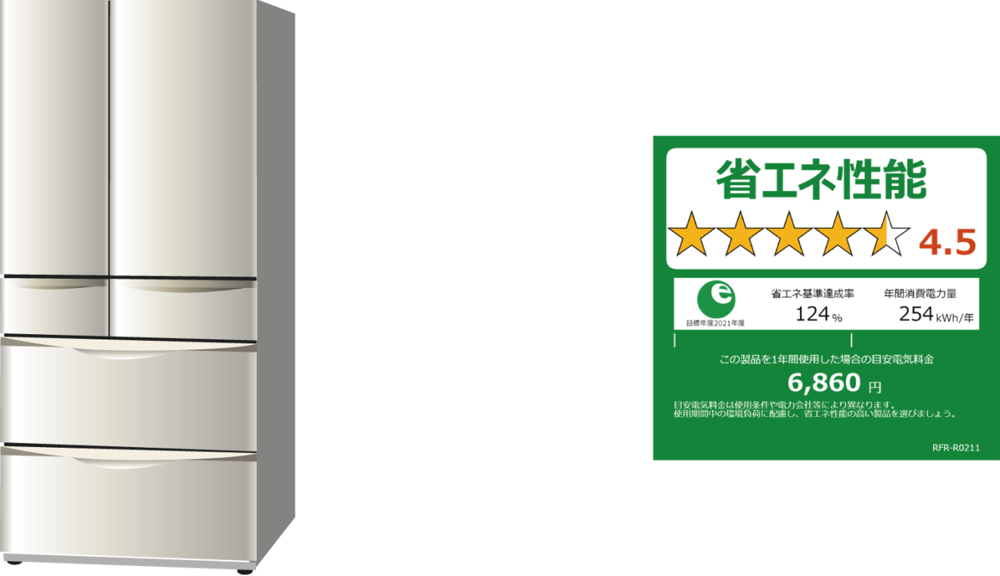 省エネ性能
4.5
e
省エネ基準達成率 年間消費電力量
124% 254kWh/年
目標年度2021年度
この製品を1年間使用した場合の目安電気料金
6,860円
目安電気料金は使用条件や電力会社等により異なります。
使用期間中の環境負荷に配慮し、省エネ性能の高い製品を選びましょう。
RFR-R0211